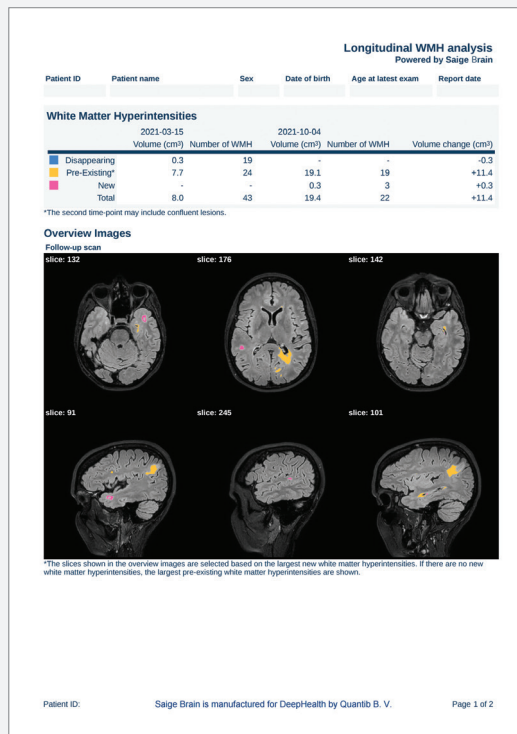 Longitudinal WMH analysis
Powered by Saige Brain
Patient ID Patient name Sex Date of birth Age at latest exam Report date
White Matter Hyperintensities
2021-03-15 2021-10-04
Volume (cm³) Number of WMH Volume (cm³) Number of WMH Volume change (cm³)
Disappearing 0.3 19 - - -0.3
Pre-Existing* 7.7 24 19.1 19 +11.4
New - - 0.3 3 +0.3
Total 8.0 43 19.4 22 +11.4
*The second time-point may include confluent lesions.
Overview Images
Follow-up scan
slice: 132 slice: 176 slice: 142
slice: 91 slice: 245 slice: 101
*The slices shown in the overview images are selected based on the largest new white matter hyperintensities. If there are no new
white matter hyperintensities, the largest pre-existing white matter hyperintensities are shown.
Patient ID: Saige Brain is manufactured for DeepHealth by Quantib B. V. Page 1 of 2